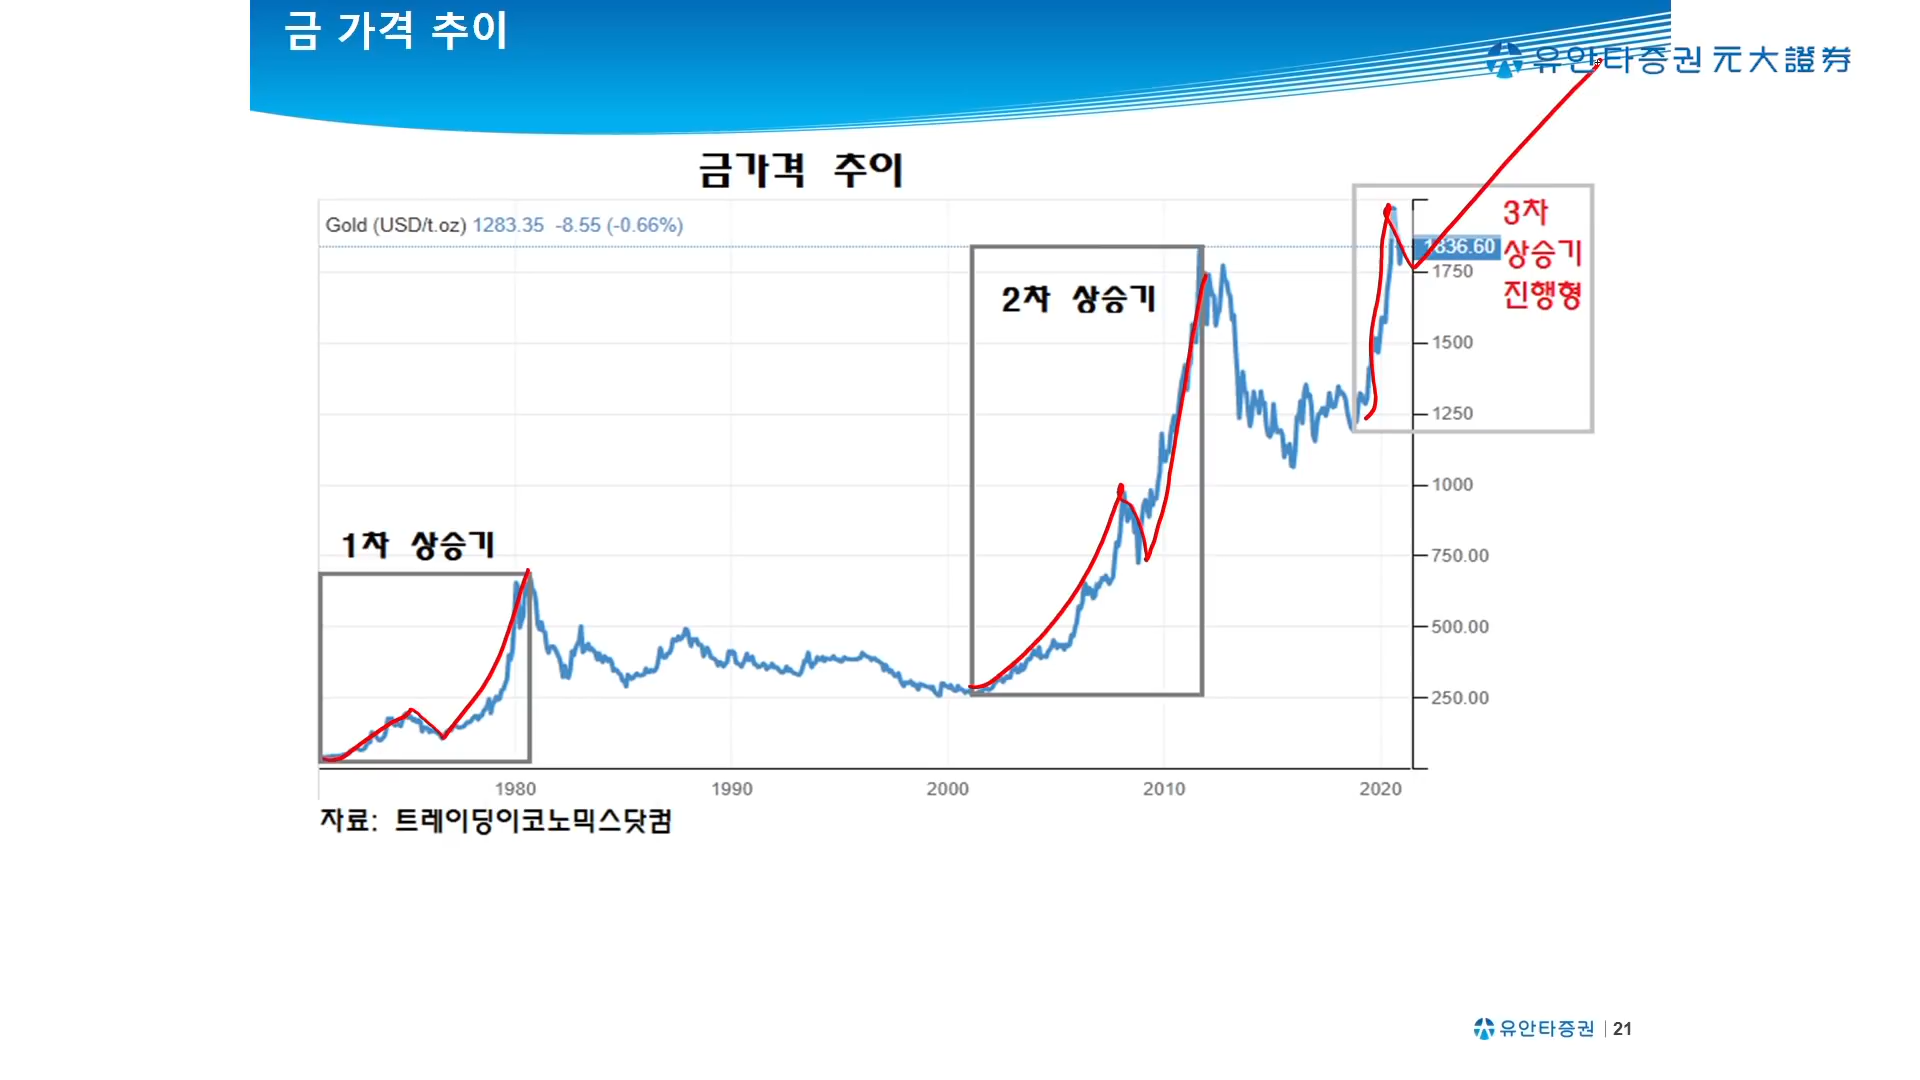 금 가격 추이
유안타증권 元大證券
금가격 추이
Gold (USD/t.oz) 1283.35 -8.55 (-0.66%)
3차
상승기
진행형
1836.60
1750
1500
1250
1000
750.00
500.00
250.00
2차 상승기
1차 상승기
1980 1990 2000 2010 2020
자료: 트레이딩이코노믹스닷컴
유안타증권 | 21